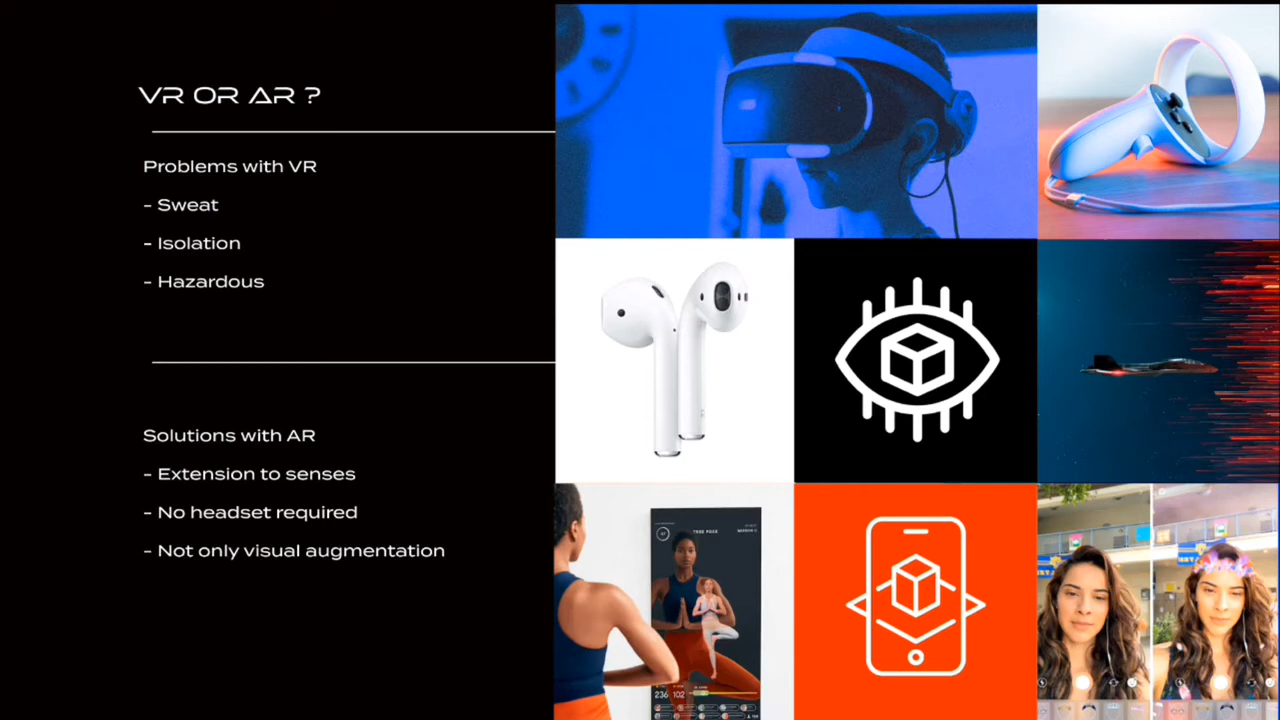 VR OR AR ?
Problems with VR
- Sweat
- Isolation
- Hazardous
Solutions with AR
- Extension to senses
- No headset required
- Not only visual augmentation
TREE POSE
236 102